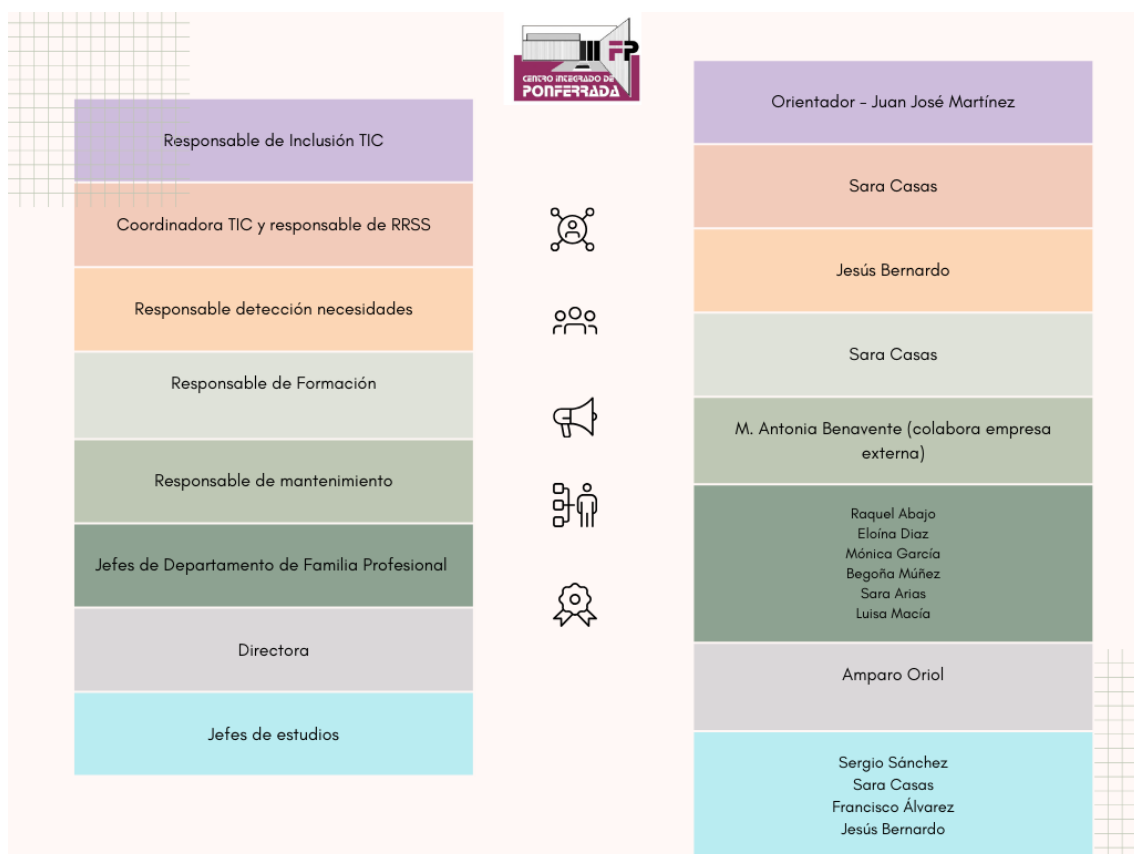 FP
CENTRO INTEGRADO DE
PONFERRADA
Responsable de Inclusión TIC
Coordinadora TIC y responsable de RRSS
Responsable detección necesidades
Responsable de Formación
Responsable de mantenimiento
Jefes de Departamento de Familia Profesional
Directora
Jefes de estudios
Orientador - Juan José Martínez
Sara Casas
Jesús Bernardo
Sara Casas
M. Antonia Benavente (colabora empresa
externa)
Raquel Abajo
Eloína Diaz
Mónica García
Begoña Múñez
Sara Arias
Luisa Macía
Amparo Oriol
Sergio Sánchez
Sara Casas
Francisco Álvarez
Jesús Bernardo